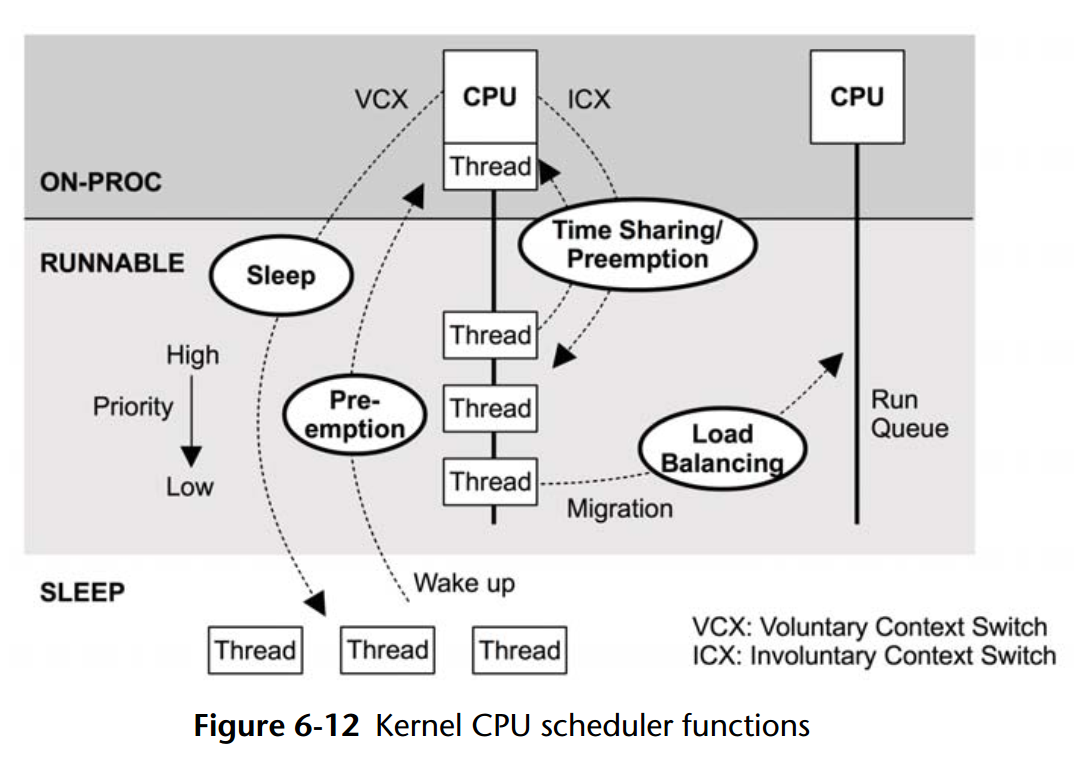 VCX
CPU
ICX
CPU
Thread
ON-PROC
Time Sharing/
Preemption
RUNNABLE
Sleep
Thread
High
Priority
Low
Pre-
emption
Thread
Run
Queue
Load
Balancing
Thread
Migration
SLEEP
Wake up
Thread
Thread
Thread
VCX: Voluntary Context Switch
ICX: Involuntary Context Switch
Figure 6-12 Kernel CPU scheduler functions